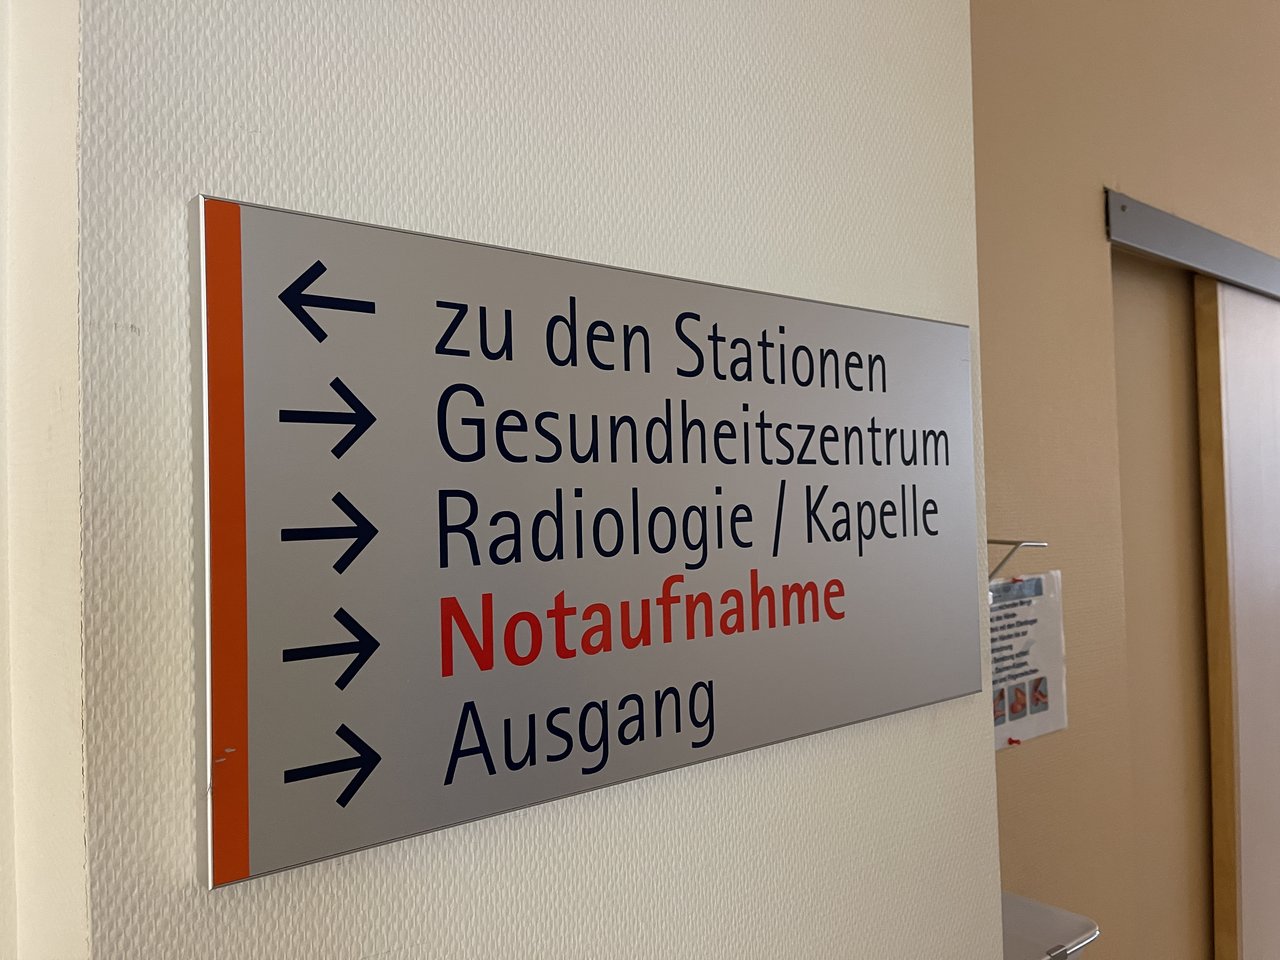 ← zu den Stationen
→ Gesundheitszentrum
→ Radiologie / Kapelle
→ Notaufnahme
→ Ausgang